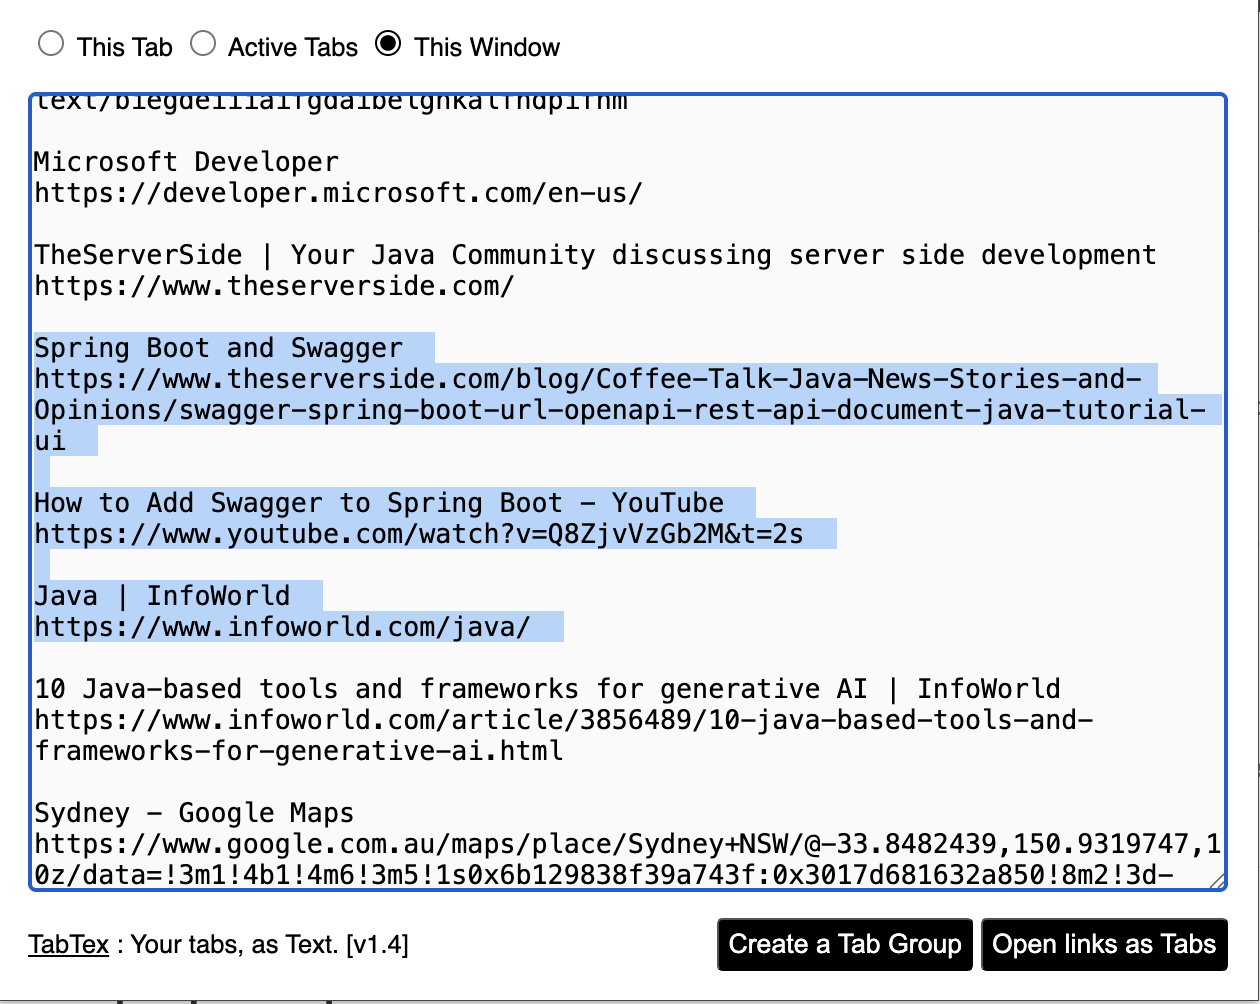 This Tab Active Tabs This Window
Microsoft Developer
https://developer.microsoft.com/en-us/
TheServerSide | Your Java Community discussing server side development
https://www.theserverside.com/
Spring Boot and Swagger
https://www.theserverside.com/blog/Coffee-Talk-Java-News-Stories-and-
Opinions/swagger-spring-boot-url-openapi-rest-api-document-java-tutorial-
ui
How to Add Swagger to Spring Boot - YouTube
https://www.youtube.com/watch?v=Q8ZjvVzGb2M&t=2s
Java | InfoWorld
https://www.infoworld.com/java/
10 Java-based tools and frameworks for generative AI | InfoWorld
https://www.infoworld.com/article/3856489/10-java-based-tools-and-
frameworks-for-generative-ai.html
Sydney - Google Maps
https://www.google.com.au/maps/place/Sydney+NSW/@-33.8482439,150.9319747,1
0z/data=!3m1!4b1!4m6!3m5!1s0x6b129838f39a743f:0x3017d681632a850!8m2!3d-
TabTex : Your tabs, as Text. [v1.4]
Create a Tab Group
Open links as Tabs